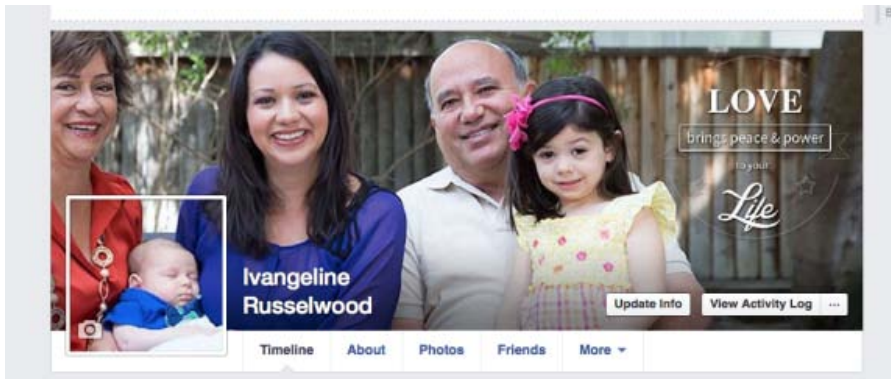 LOVE
brings peace & power
to your
Life
Ivangeline
Russelwood
Update Info
View Activity Log
...
Timeline
About
Photos
Friends
More